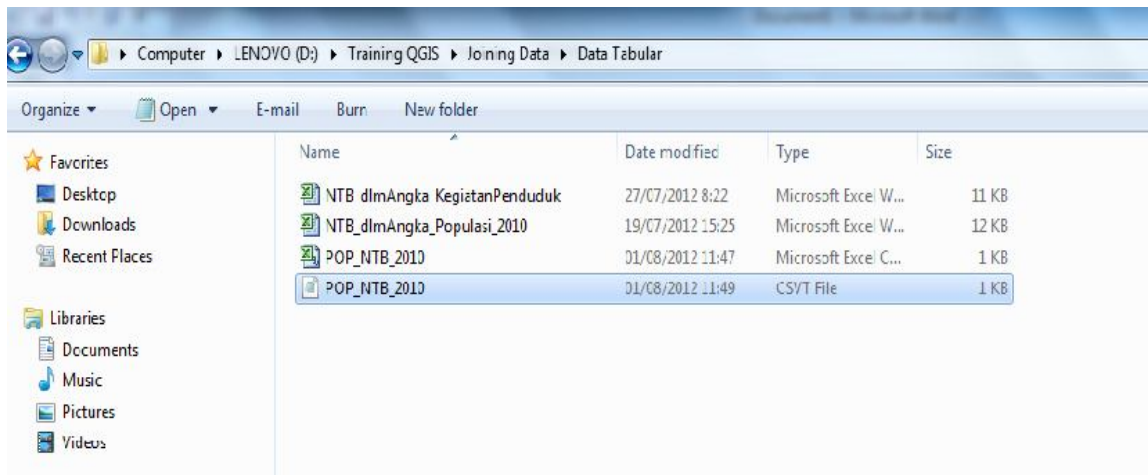 Computer ▸ LENOVO (D:) ▸ Training QGIS ▸ Joining Data ▸ Data Tabular
Organize Open E-mail Burn New folder
Favorites
Desktop
Downloads
Recent Places
Libraries
Documents
Music
Pictures
Videos
Name Date modified Type Size
NTB_dlmAngka_KegiatanPenduduk 27/07/2012 8:22 Microsoft Excel W... 11 KB
NTB_dlmAngka_Populasi_2010 19/07/2012 15:25 Microsoft Excel W... 12 KB
POP_NTB_2010 01/08/2012 11:47 Microsoft Excel C... 1 KB
POP_NTB_2010 01/08/2012 11:49 CSVT File 1 KB